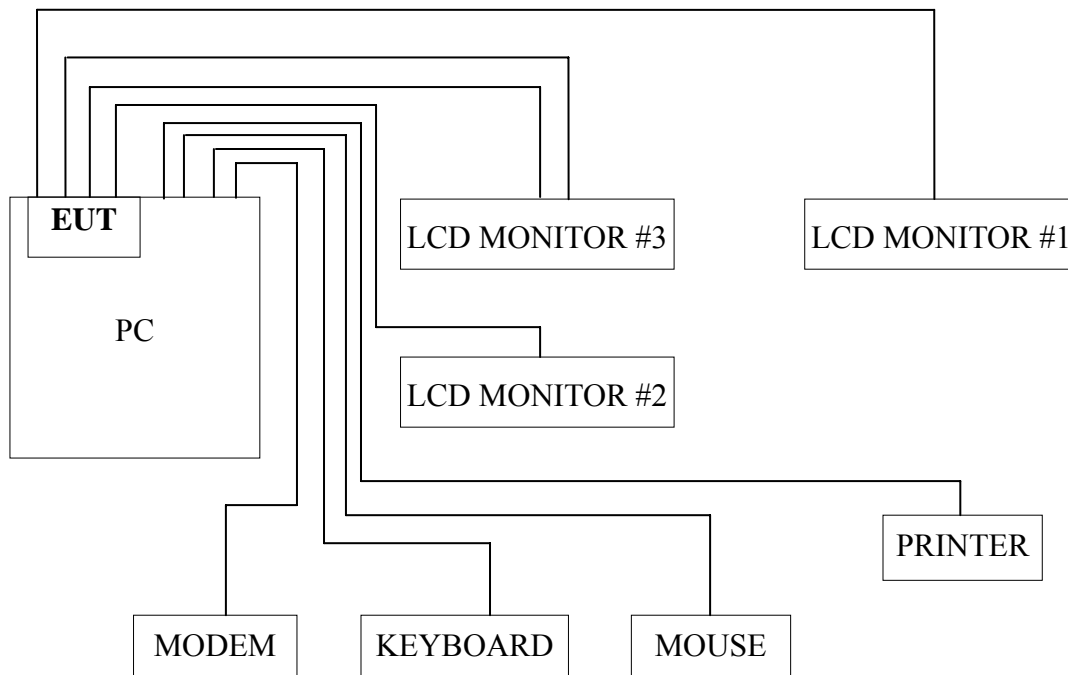 EUT
LCD MONITOR #3
LCD MONITOR #1
PC
LCD MONITOR #2
PRINTER
MODEM
KEYBOARD
MOUSE